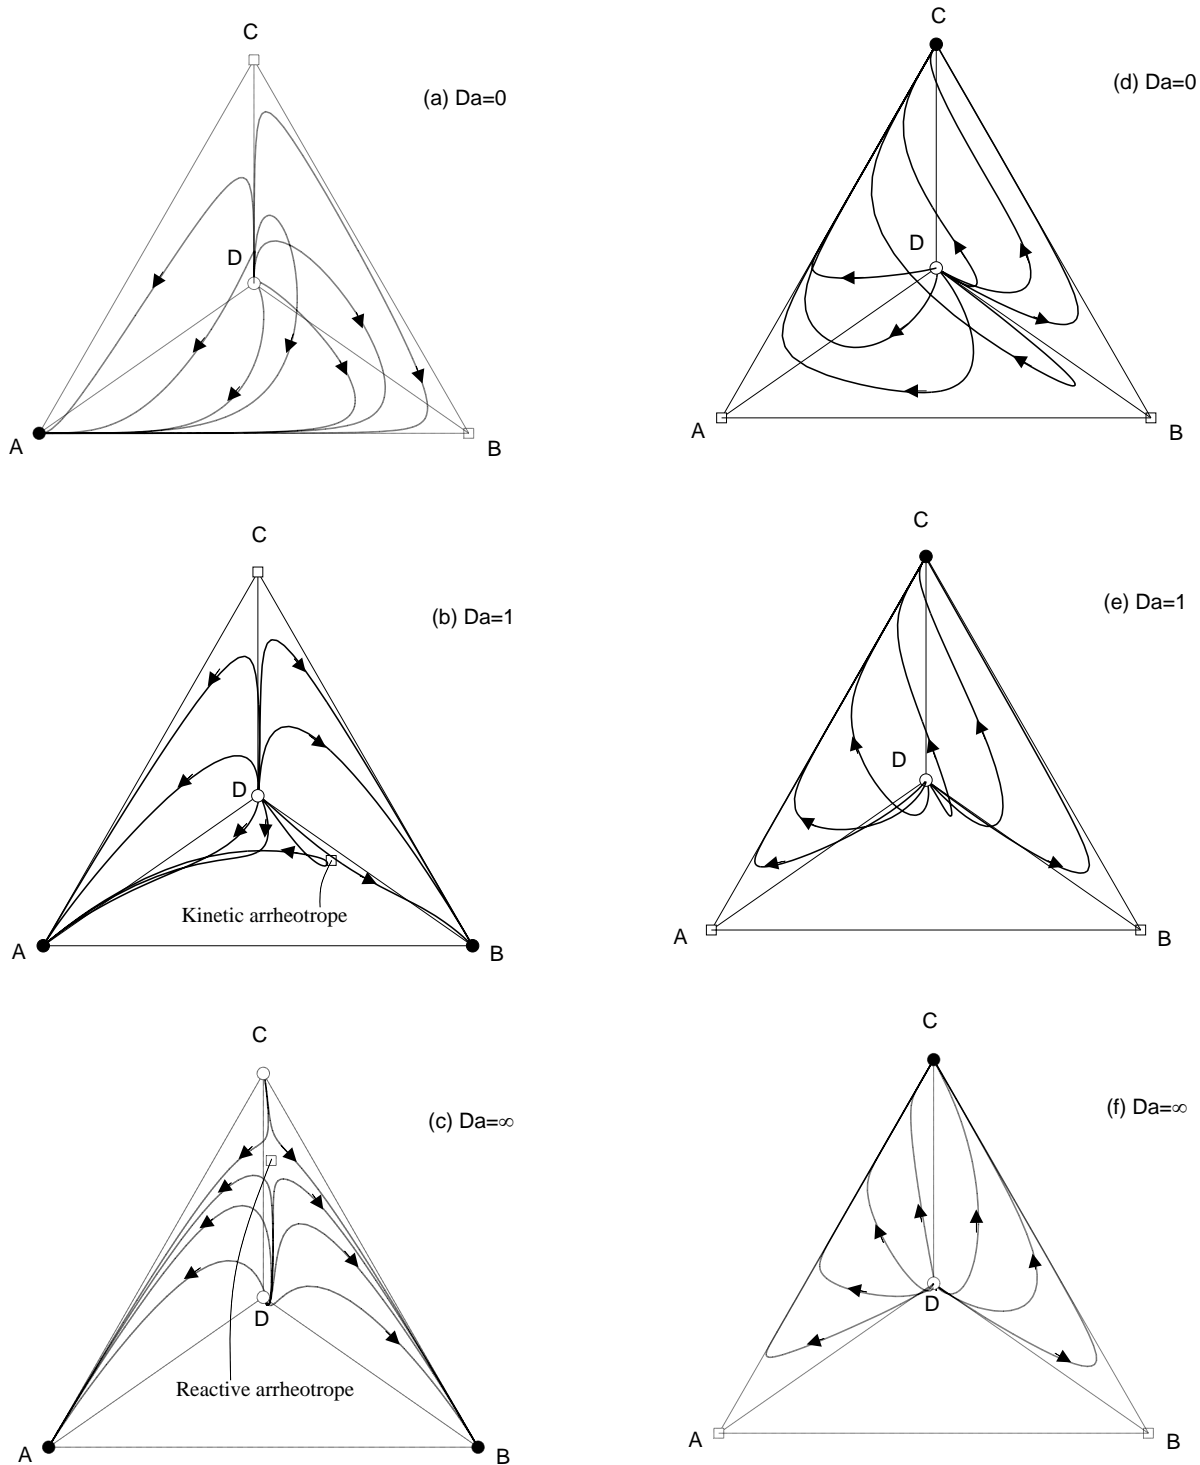 C
(a) Da=0
D
A
B
C
(d) Da=0
D
A
B
C
(b) Da=1
D
Kinetic arrheotrope
A
B
C
(e) Da=1
D
A
B
C
(c) Da=∞
D
Reactive arrheotrope
A
B
C
(f) Da=∞
D
A
B